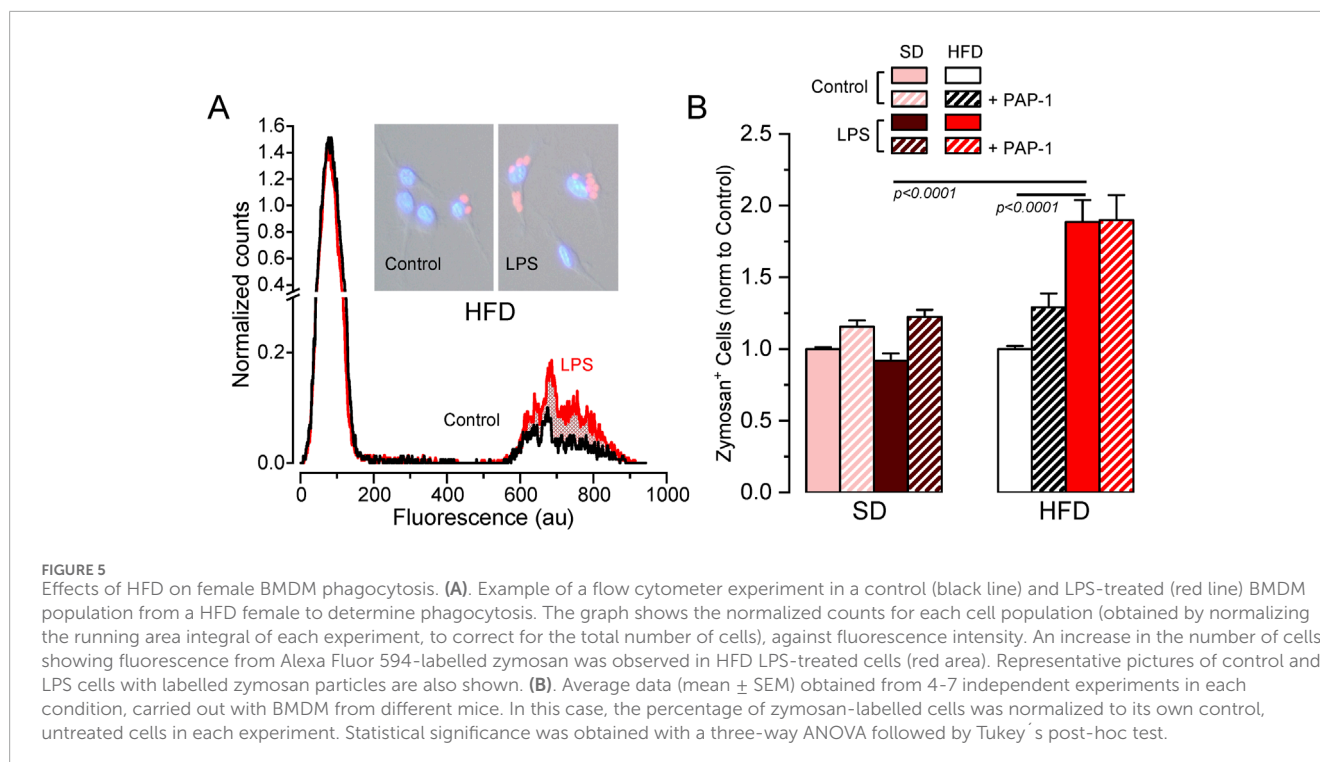 A
Normalized counts
1.6
1.4
1.2
1.0
0.8
0.6
0.4
0.2
0.0
Control
LPS
HFD
LPS
Control
0
200
400
600
800
1000
Fluorescence (au)
B
SD HFD
Control
+ PAP-1
LPS
+ PAP-1
Zymosan⁺ Cells (norm to Control)
2.5
2.0
1.5
1.0
0.5
0.0
p<0.0001
p<0.0001
SD
HFD
FIGURE 5
Effects of HFD on female BMDM phagocytosis. (A). Example of a flow cytometer experiment in a control (black line) and LPS-treated (red line) BMDM
population from a HFD female to determine phagocytosis. The graph shows the normalized counts for each cell population (obtained by normalizing
the running area integral of each experiment, to correct for the total number of cells), against fluorescence intensity. An increase in the number of cells
showing fluorescence from Alexa Fluor 594-labelled zymosan was observed in HFD LPS-treated cells (red area). Representative pictures of control and
LPS cells with labelled zymosan particles are also shown. (B). Average data (mean ± SEM) obtained from 4-7 independent experiments in each
condition, carried out with BMDM from different mice. In this case, the percentage of zymosan-labelled cells was normalized to its own control,
untreated cells in each experiment. Statistical significance was obtained with a three-way ANOVA followed by Tukey´s post-hoc test.